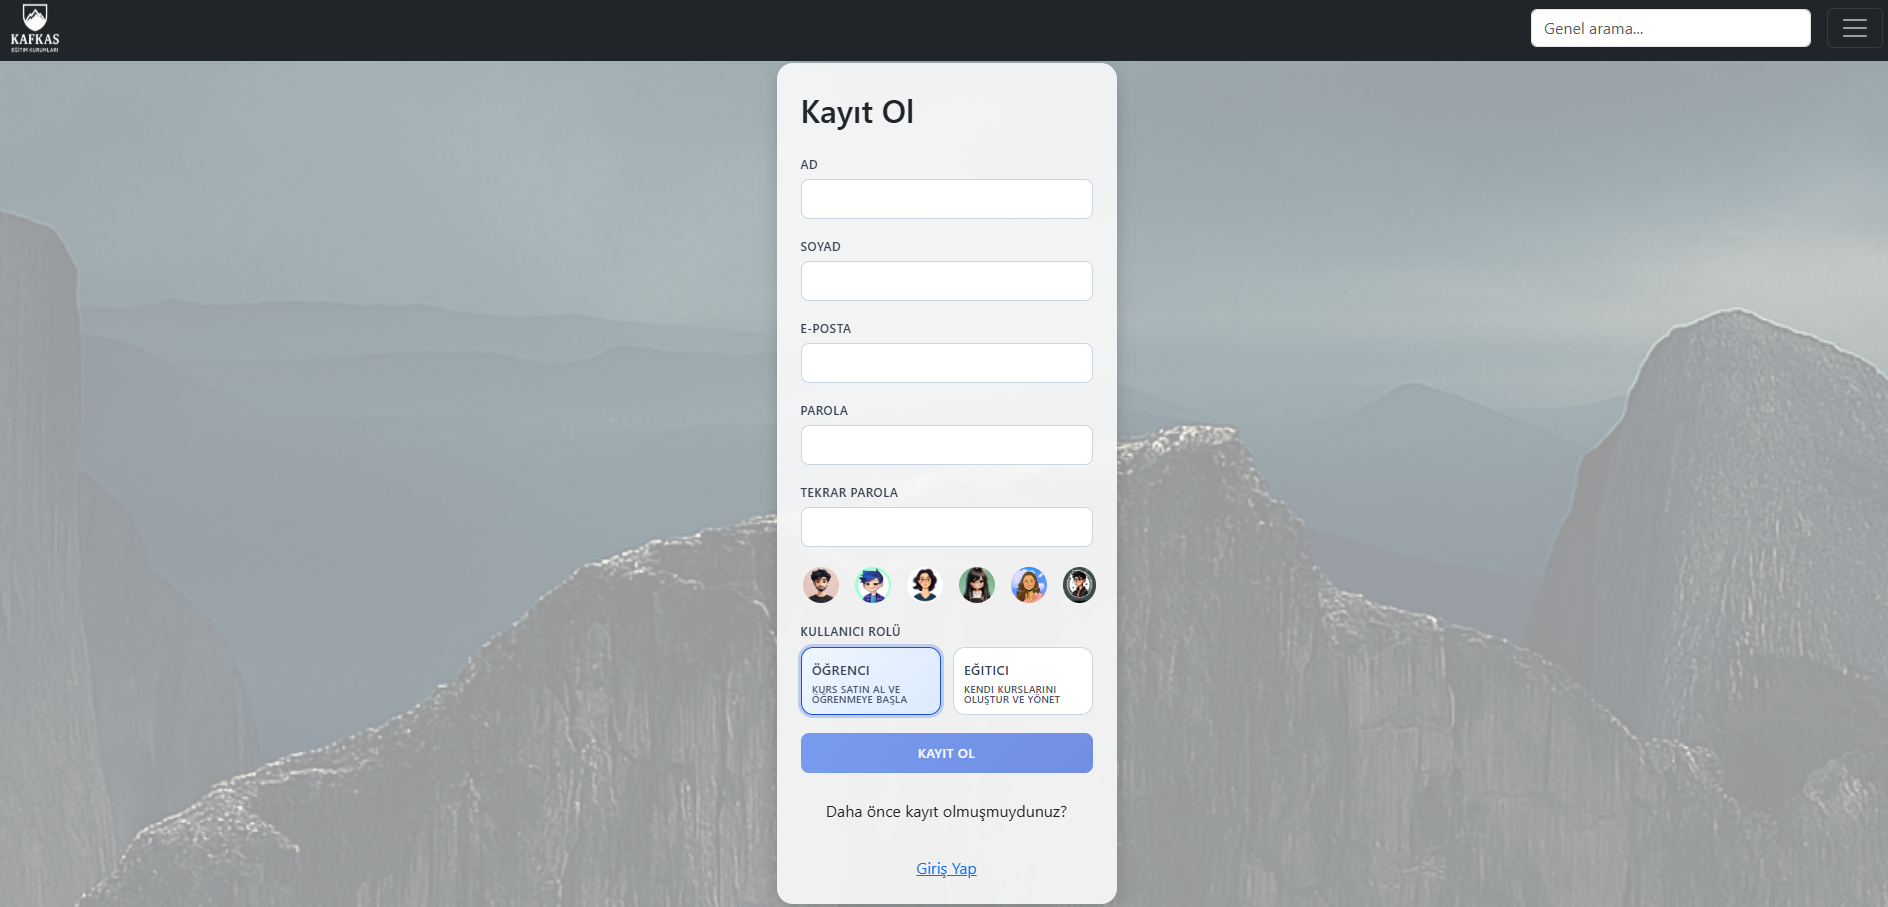 KAFKAS
EĞİTİM KURUMLARI
Genel arama...
Kayıt Ol
AD
SOYAD
E-POSTA
PAROLA
TEKRAR PAROLA
KULLANICI ROLÜ
ÖĞRENCI
KURS SATIN AL VE
ÖĞRENMEYE BAŞLA
EĞITICI
KENDI KURSLARINI
OLUŞTUR VE YÖNET
KAYIT OL
Daha önce kayıt olmuşmuydunuz?
Giriş Yap